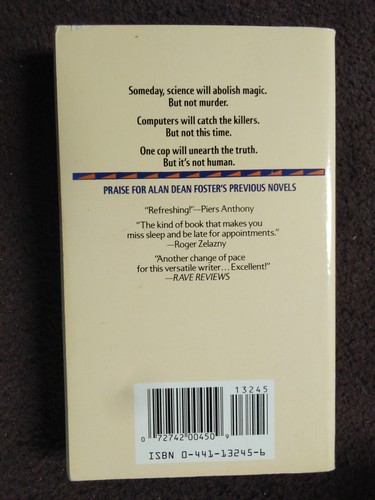 Someday, science will abolish magic.
But not murder.
Computers will catch the killers.
But not this time.
One cop will unearth the truth.
But it's not human.
PRAISE FOR ALAN DEAN FOSTER'S PREVIOUS NOVELS
"Refreshing!"—Piers Anthony
"The kind of book that makes you
miss sleep and be late for appointments."
—Roger Zelazny
"Another change of pace
for this versatile writer... Excellent!"
—RAVE REVIEWS
13245
0 72742 00450 9
ISBN 0-441-13245-6